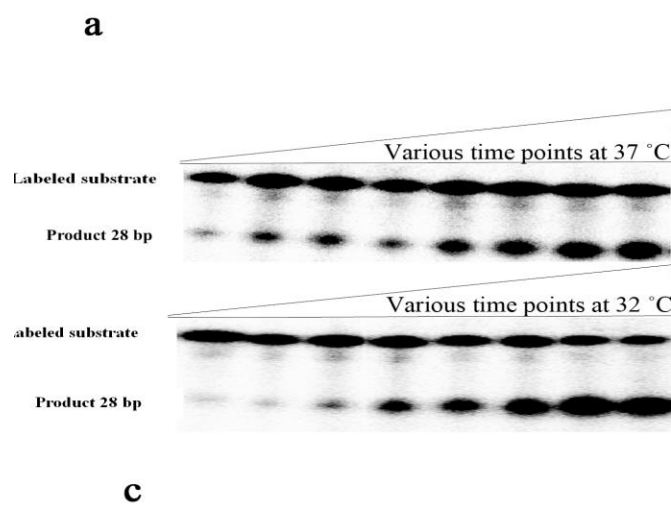 a
Various time points at 37 ˚C
Labeled substrate
Product 28 bp
Various time points at 32 ˚C
abeled substrate
Product 28 bp
c